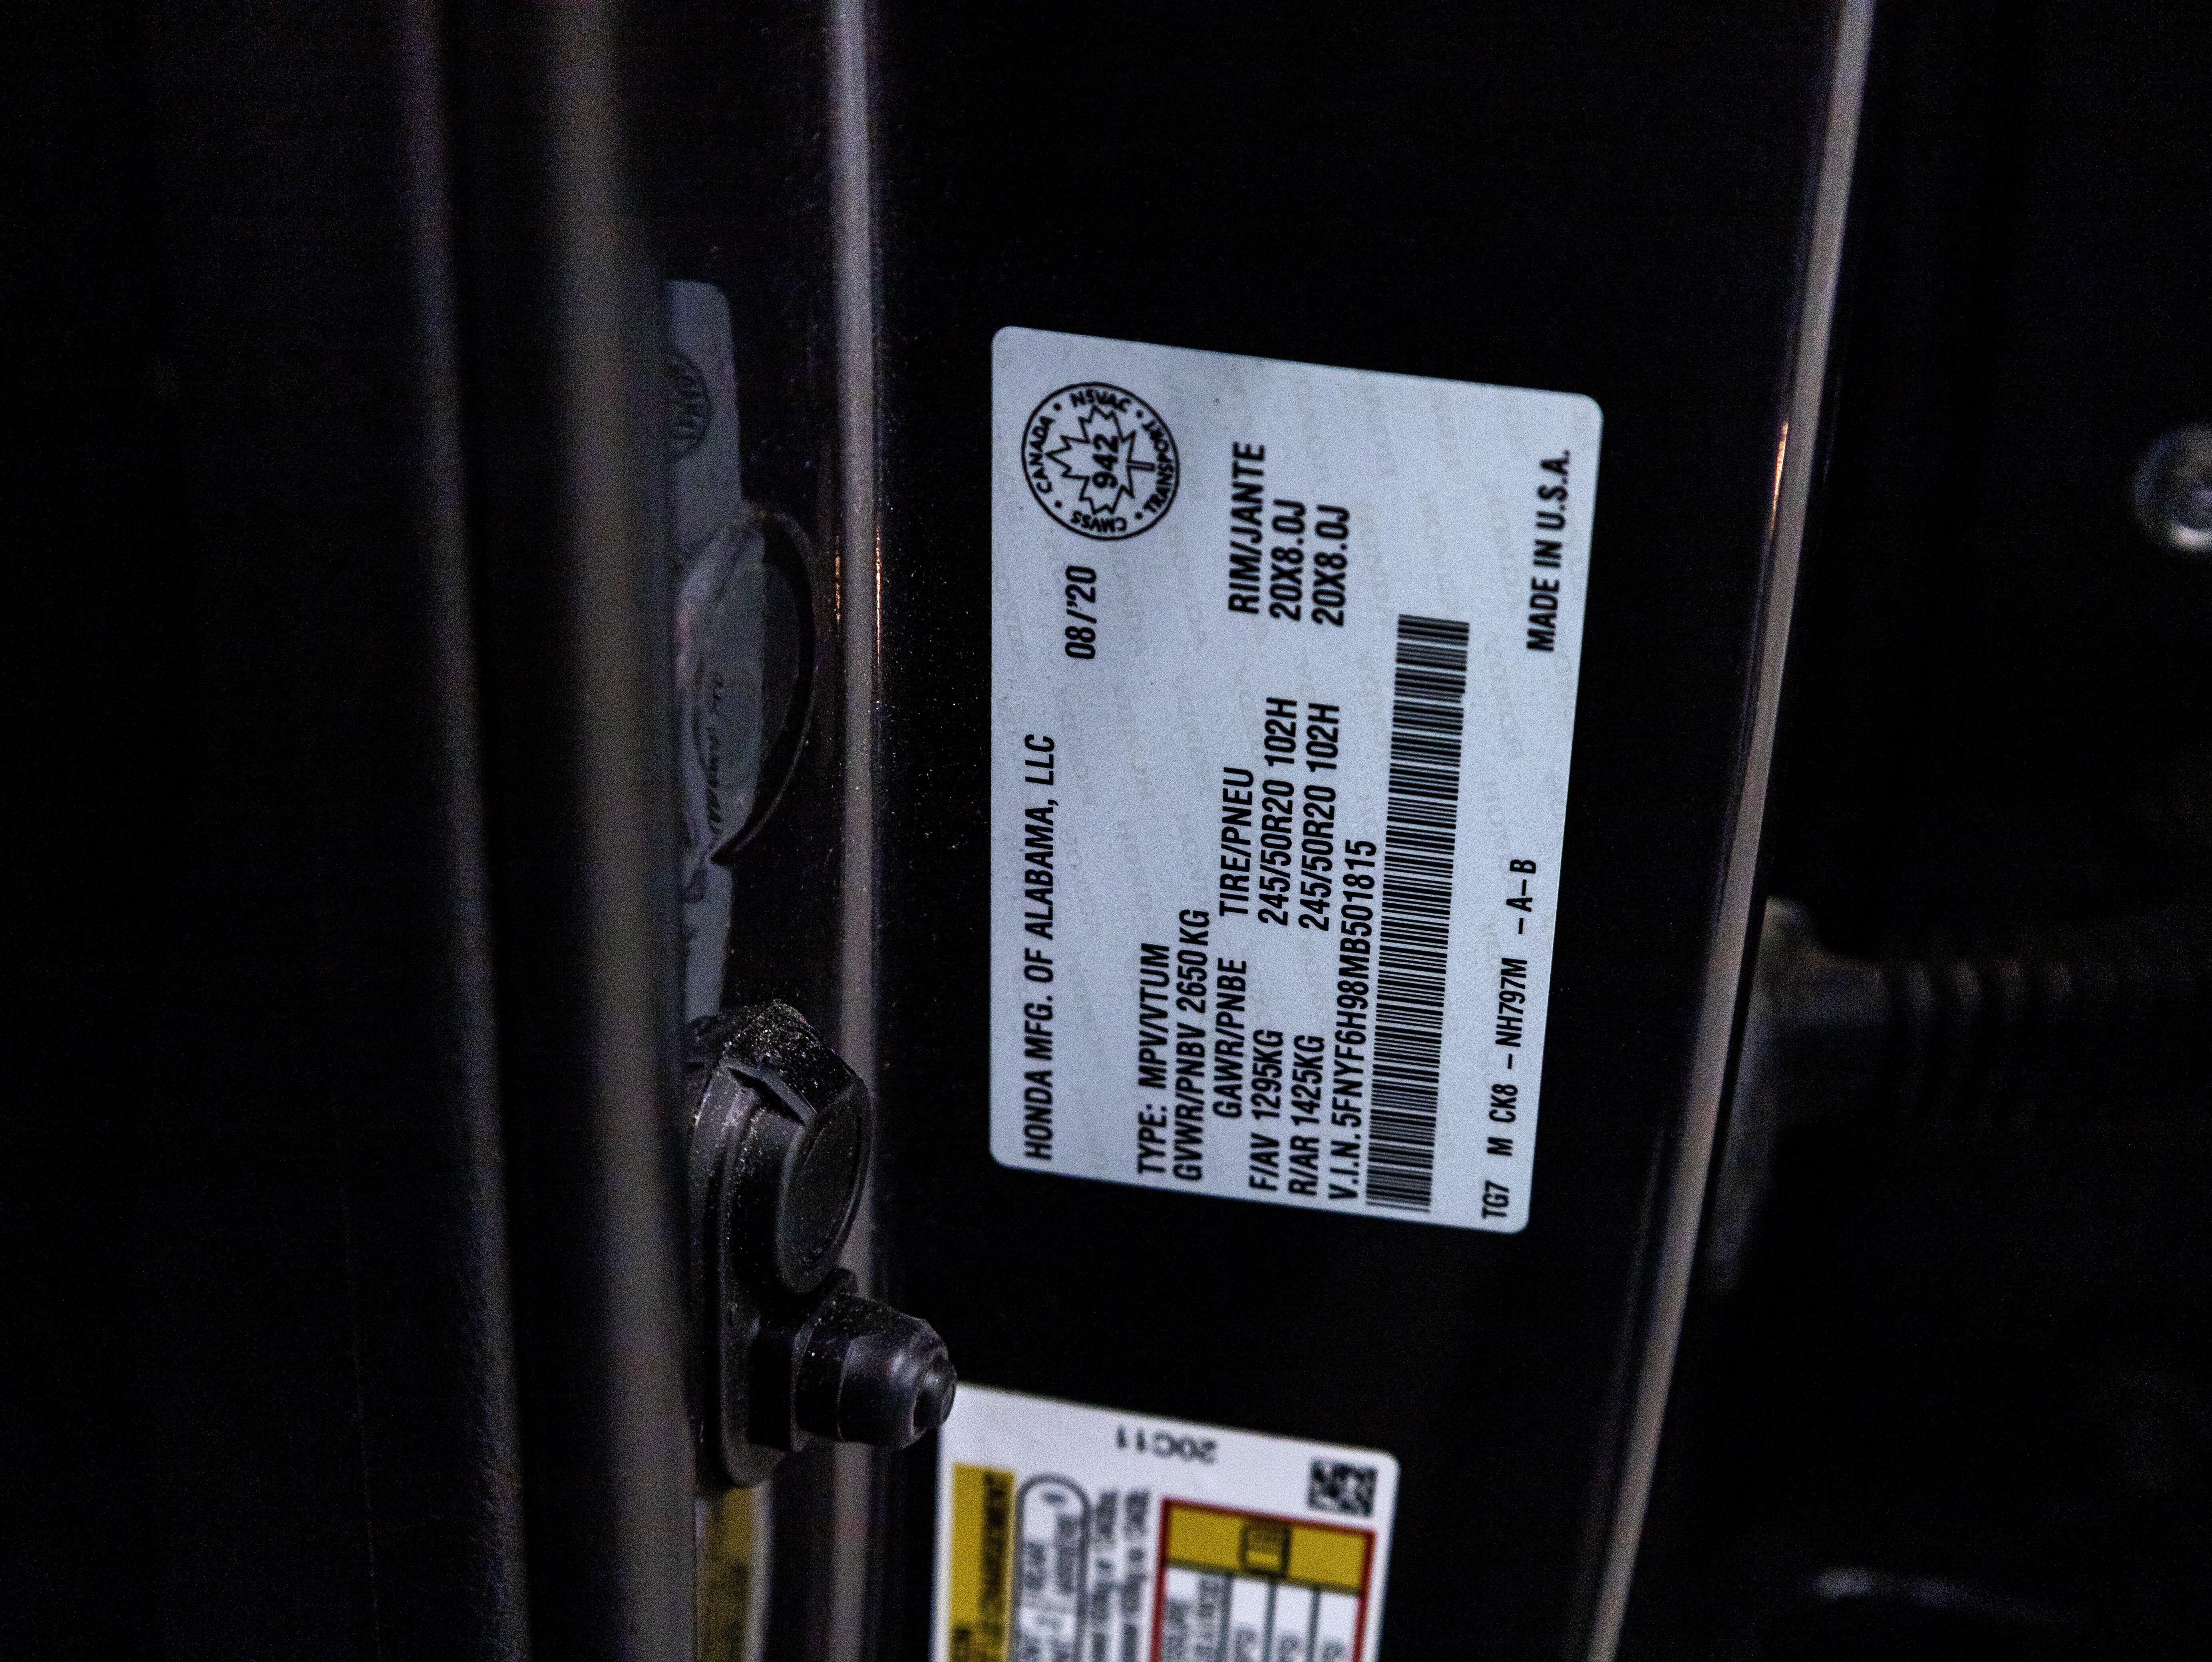 HONDA MFG. OF ALABAMA, LLC
08/'20
CANADA • NSVAC • TRANSPORT • CMVSS •
942
TYPE: MPV/VTUM
GVWR/PNBV 2650KG
GAWR/PNBE TIRE/PNEU RIM/JANTE
F/AV 1295KG 245/50R20 102H 20X8.0J
R/AR 1425KG 245/50R20 102H 20X8.0J
V.I.N. 5FNYF6H98MB501815
TG7 M CK8 -NH797M -A-B MADE IN U.S.A.
20C11
REAR